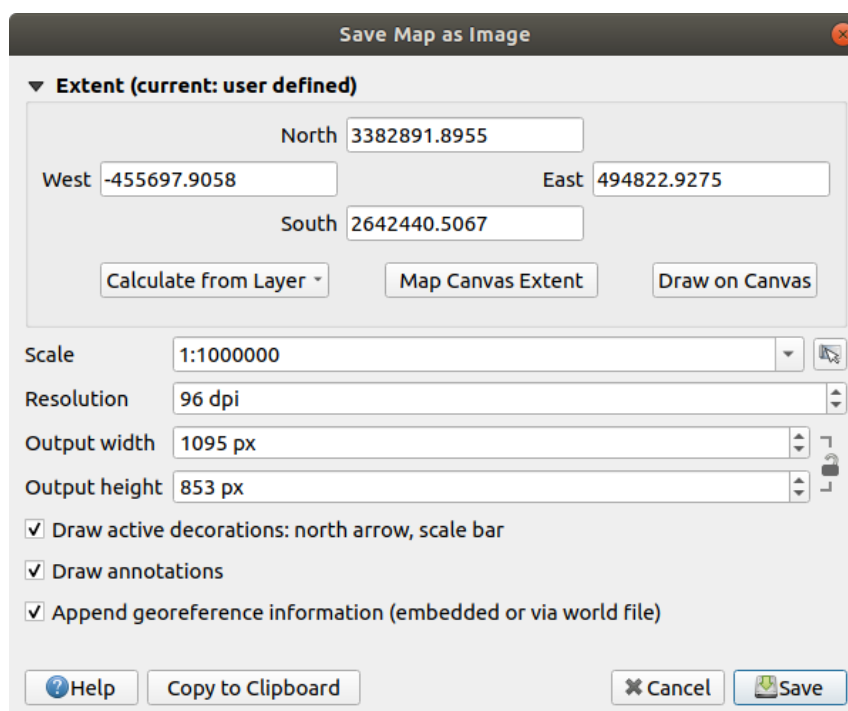 Save Map as Image
Extent (current: user defined)
North 3382891.8955
West -455697.9058 East 494822.9275
South 2642440.5067
Calculate from Layer Map Canvas Extent Draw on Canvas
Scale 1:1000000
Resolution 96 dpi
Output width 1095 px
Output height 853 px
Draw active decorations: north arrow, scale bar
Draw annotations
Append georeference information (embedded or via world file)
Help Copy to Clipboard Cancel Save